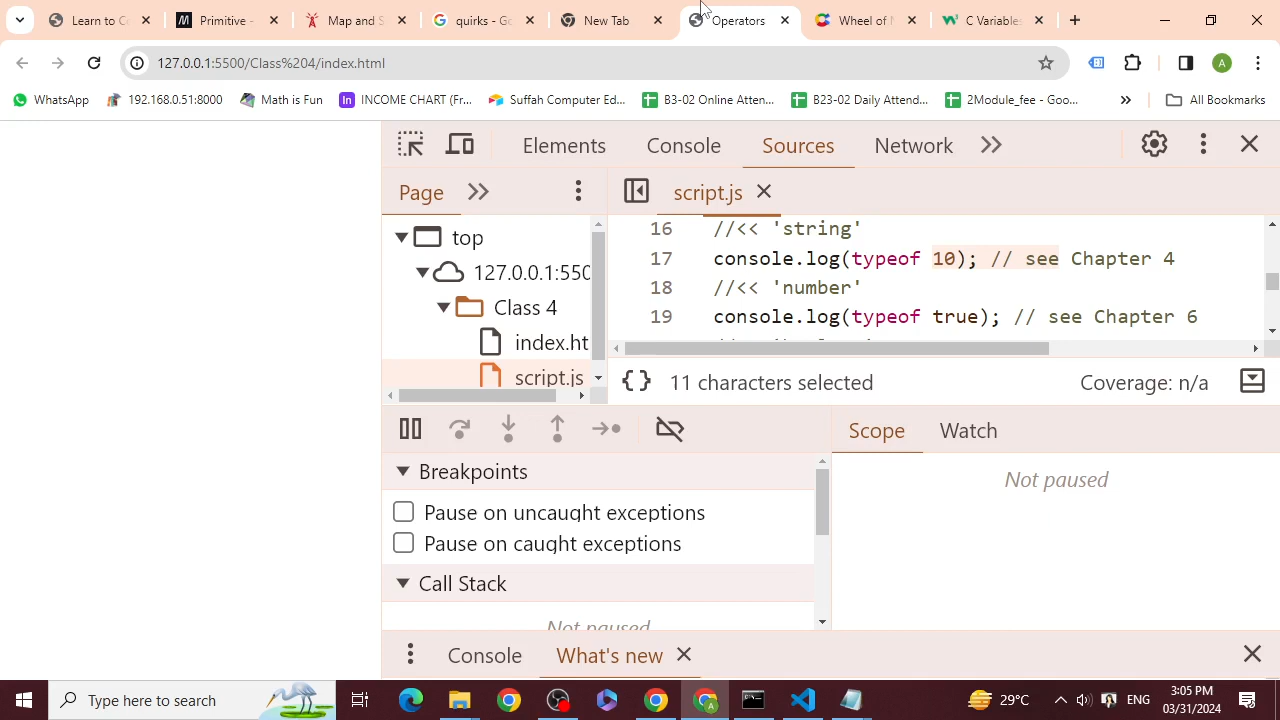 Learn to C
Primitive -
Map and S
quirks - Go
New Tab
Operators
Wheel of N
C Variables
127.0.0.1:5500/Class%204/index.html
A
WhatsApp
192.168.0.51:8000
Math is Fun
INCOME CHART (Fr...
Suffah Computer Ed...
B3-02 Online Atten...
B23-02 Daily Attend...
2Module_fee - Goo...
All Bookmarks
Elements
Console
Sources
Network
Page
script.js
top
127.0.0.1:550
Class 4
index.ht
script.js
16 //<< 'string'
17 console.log(typeof 10); // see Chapter 4
18 //<< 'number'
19 console.log(typeof true); // see Chapter 6
{} 11 characters selected
Coverage: n/a
Scope
Watch
Breakpoints
Not paused
Pause on uncaught exceptions
Pause on caught exceptions
Call Stack
Not paused
Console
What's new
Type here to search
29°C
ENG
3:05 PM
03/31/2024